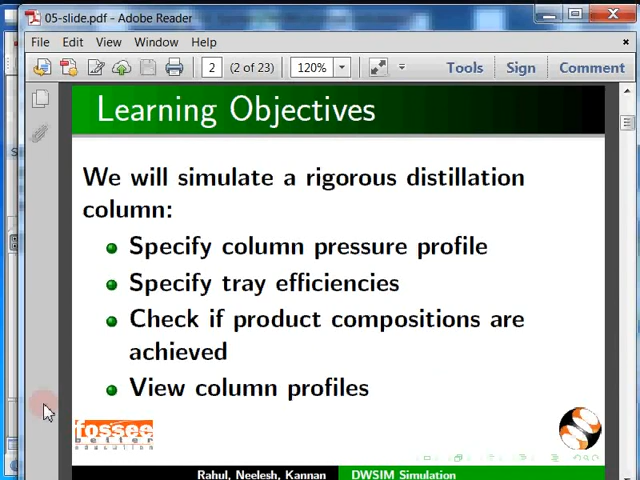 05-slide.pdf - Adobe Reader
File Edit View Window Help
2 (2 of 23) 120% Tools Sign Comment
Learning Objectives
We will simulate a rigorous distillation
column:
Specify column pressure profile
Specify tray efficiencies
Check if product compositions are
achieved
View column profiles
fossee
better
education
Rahul, Neelesh, Kannan DWSIM Simulation